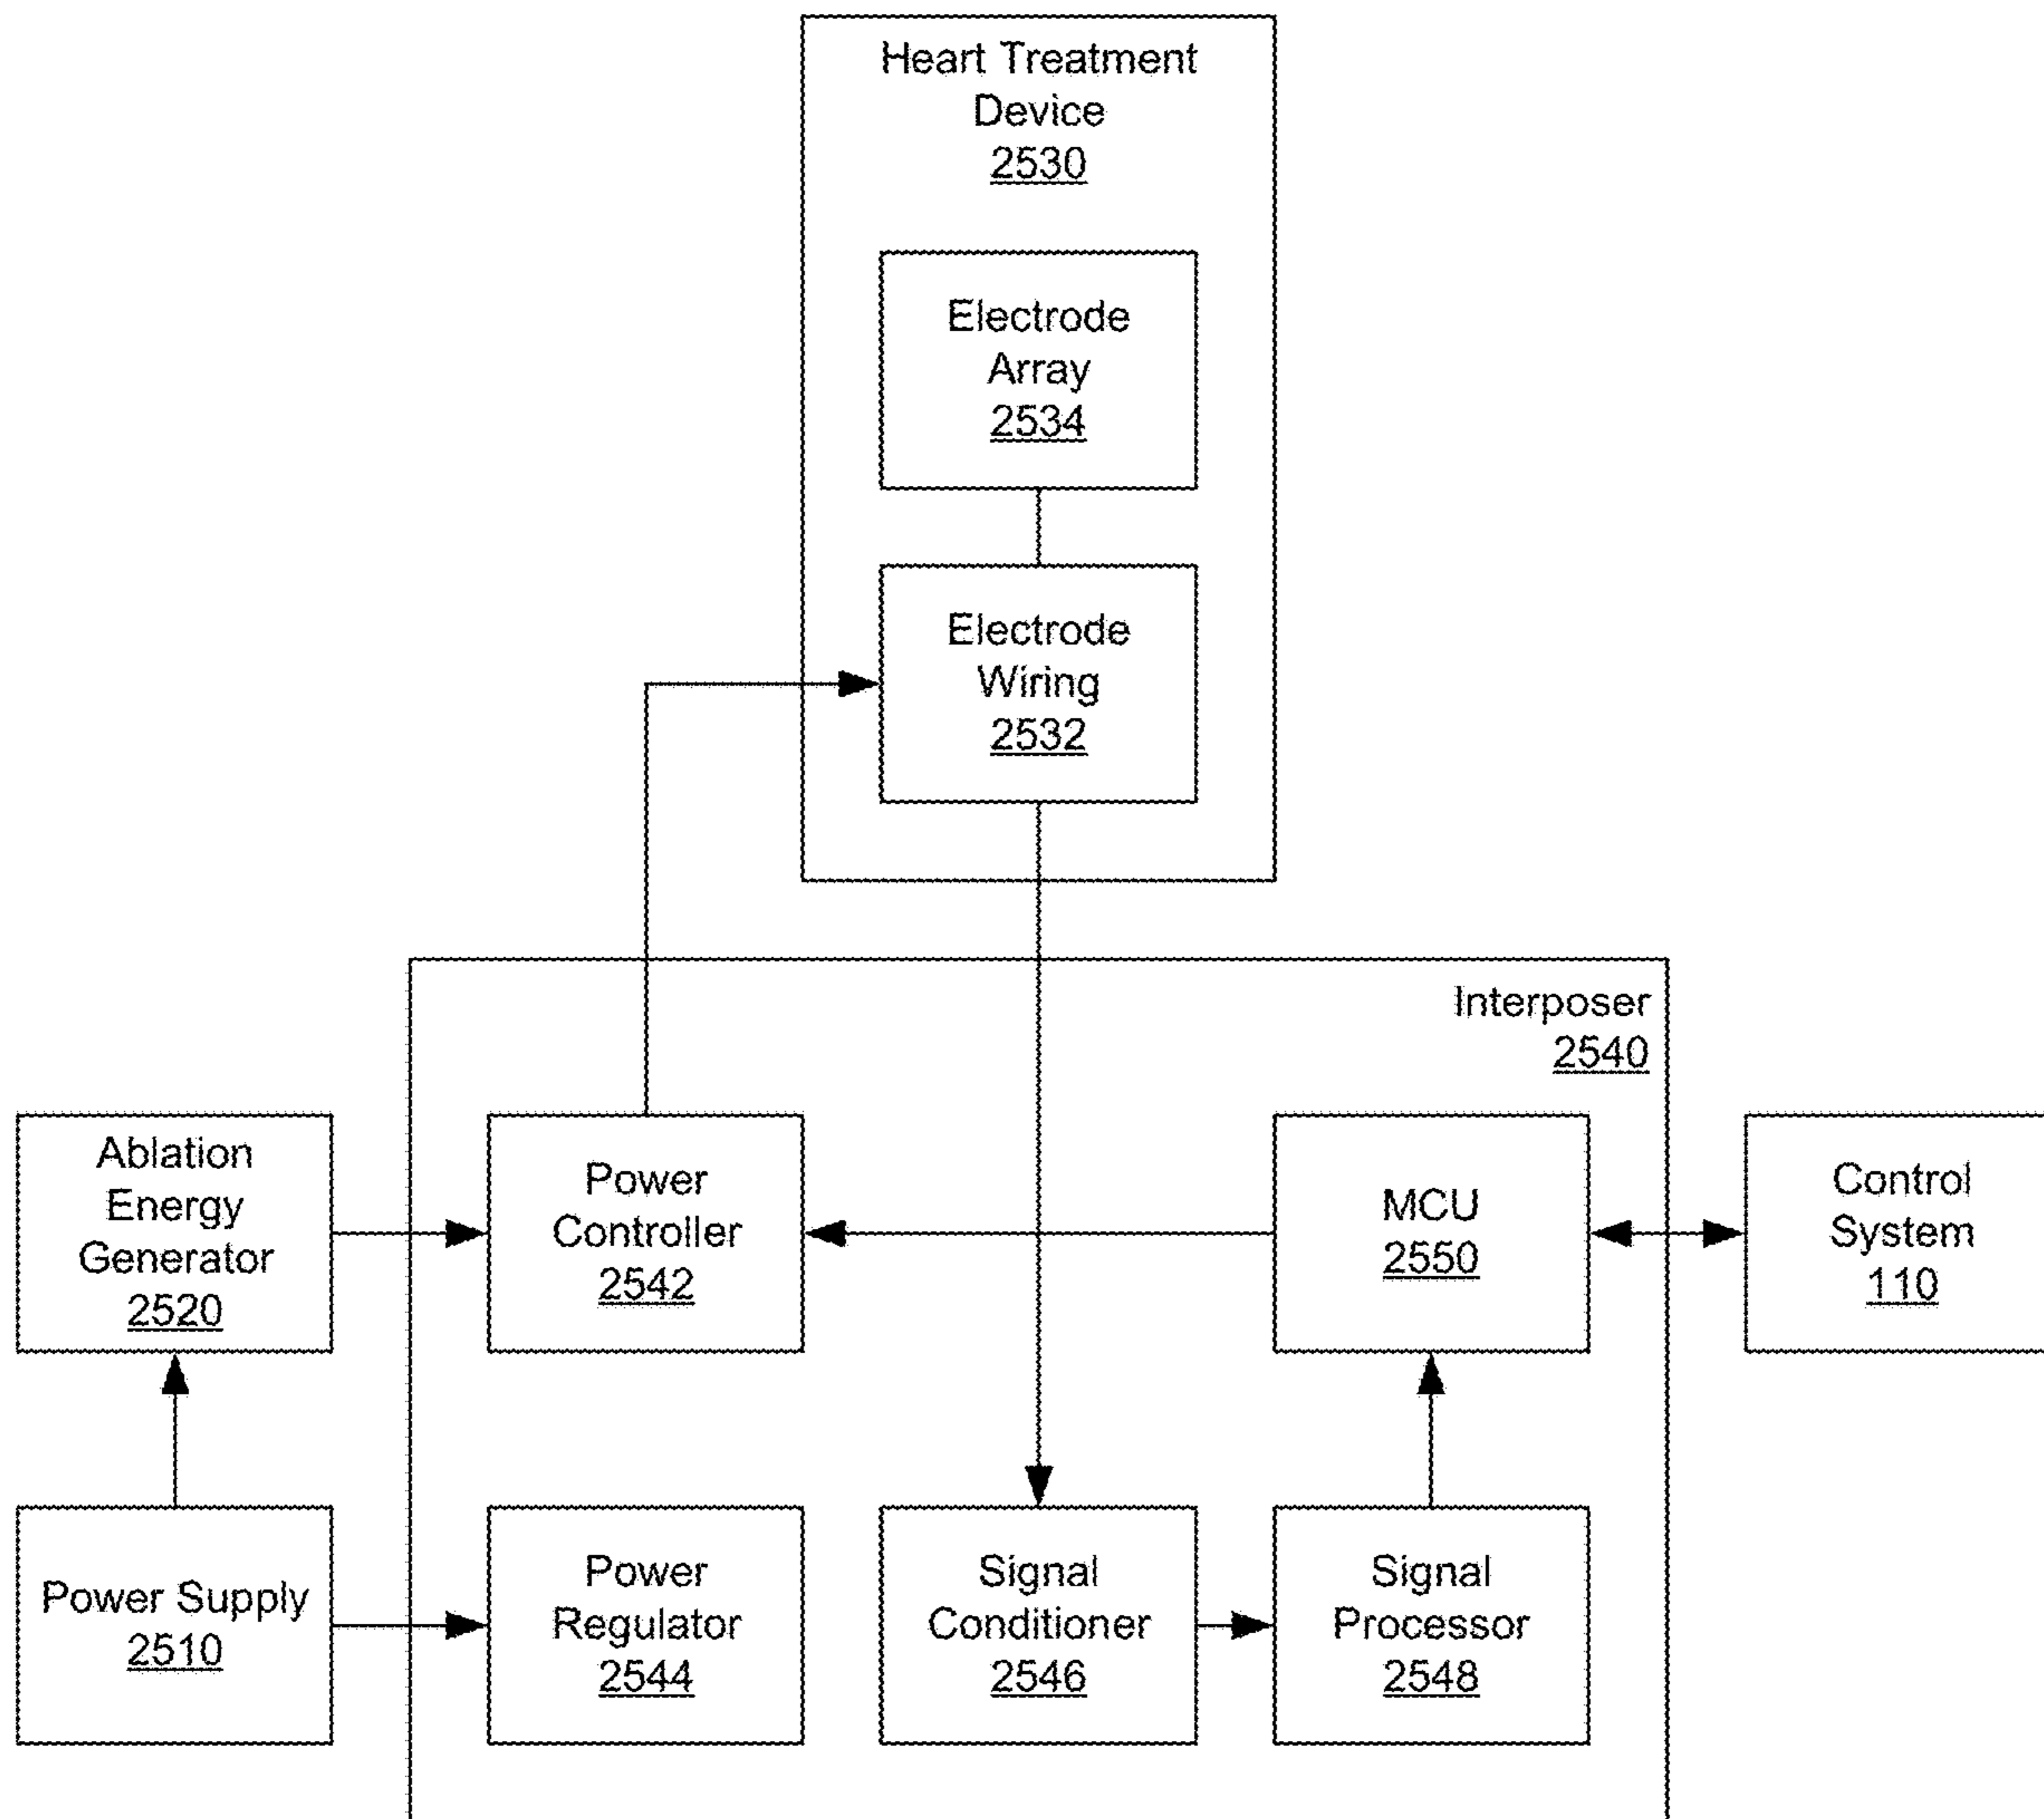 Heart Treatment
Device
2530
Electrode
Array
2534
Electrode
Wiring
2532
Interposer
2540
Ablation
Energy
Generator
2520
Power
Controller
2542
MCU
2550
Control
System
110
Power Supply
2510
Power
Regulator
2544
Signal
Conditioner
2546
Signal
Processor
2548